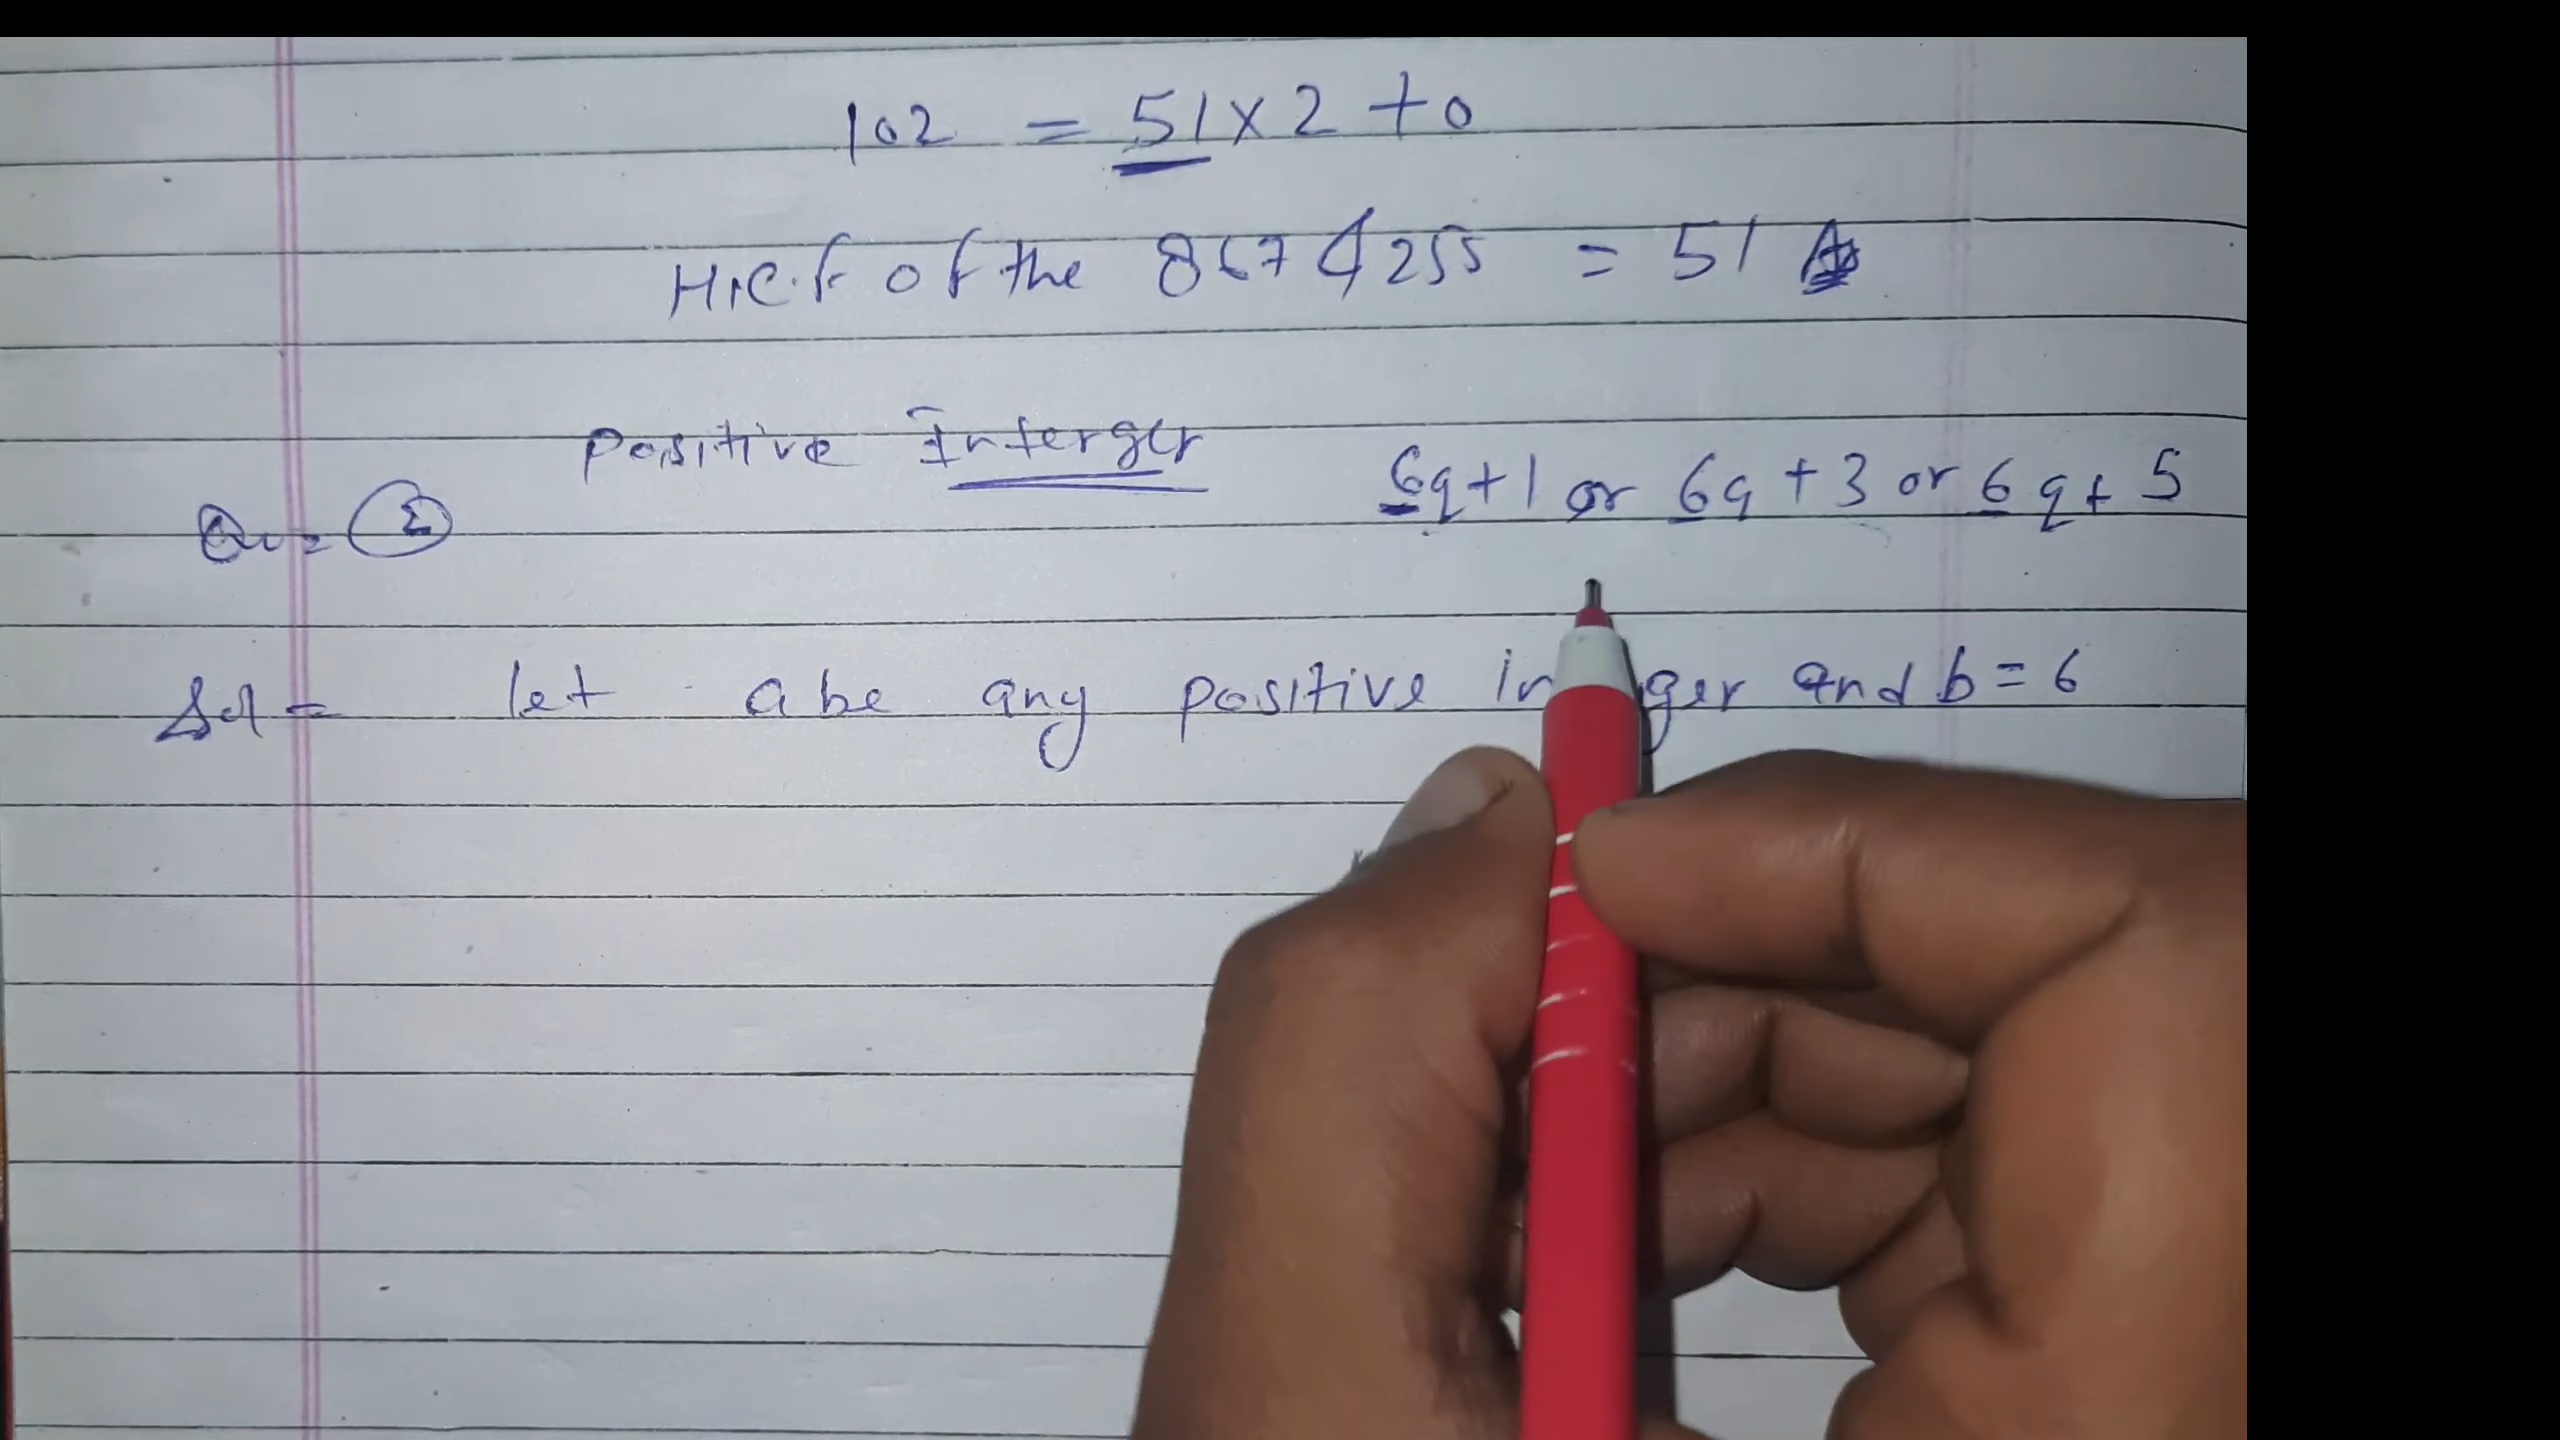 102 = 51 x 2 + 0
H.C.F of the 867 & 255 = 51
Positive Interger 6q+1 or 6q+3 or 6q+5
Qu= 2
Sol= let a be any positive in ger and b = 6